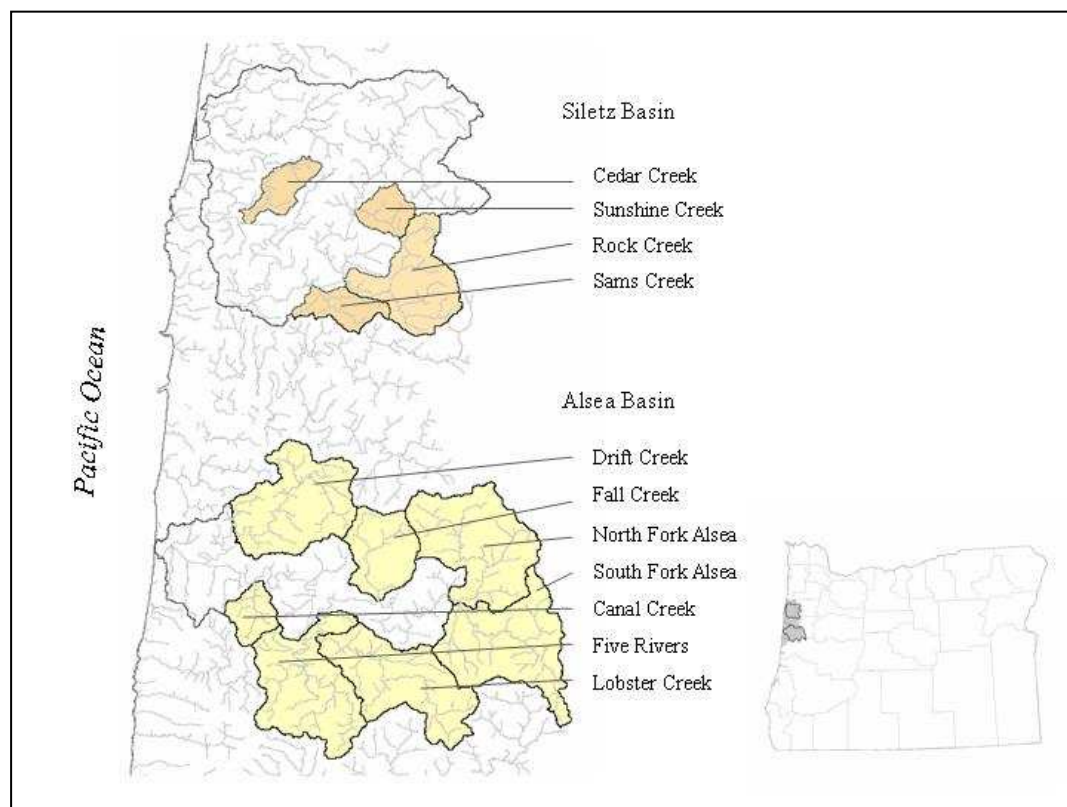 Siletz Basin
Cedar Creek
Sunshine Creek
Rock Creek
Sams Creek
Pacific Ocean
Alsea Basin
Drift Creek
Fall Creek
North Fork Alsea
South Fork Alsea
Canal Creek
Five Rivers
Lobster Creek